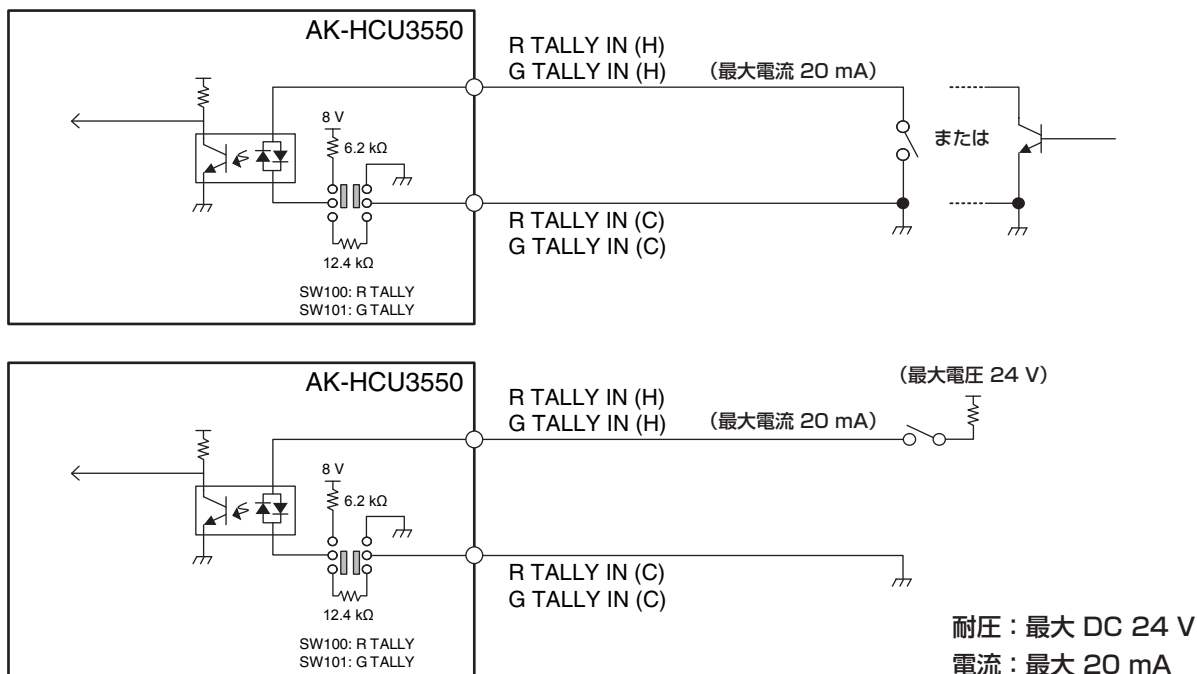 AK-HCU3550
R TALLY IN (H)
G TALLY IN (H)
（最大電流 20 mA）
8 V
6.2 kΩ
または
R TALLY IN (C)
G TALLY IN (C)
12.4 kΩ
SW100: R TALLY
SW101: G TALLY
AK-HCU3550
（最大電圧 24 V）
R TALLY IN (H)
G TALLY IN (H)
（最大電流 20 mA）
8 V
6.2 kΩ
R TALLY IN (C)
G TALLY IN (C)
12.4 kΩ
SW100: R TALLY
SW101: G TALLY
耐圧：最大 DC 24 V
電流：最大 20 mA